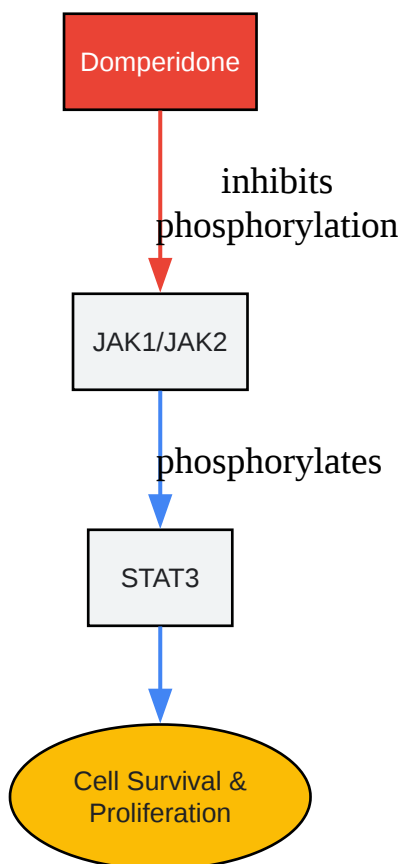 Domperidone
inhibits
phosphorylation
JAK1/JAK2
phosphorylates
STAT3
Cell Survival &
Proliferation